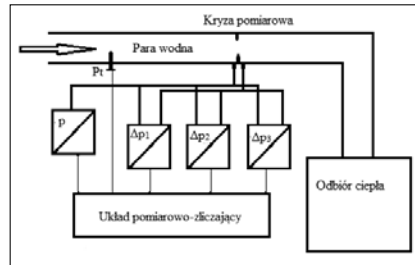 Kryza pomiarowa
Para wodna
Pt
p
Δp1
Δp2
Δp3
Odbiór ciepła
Układ pomiarowo-zliczający